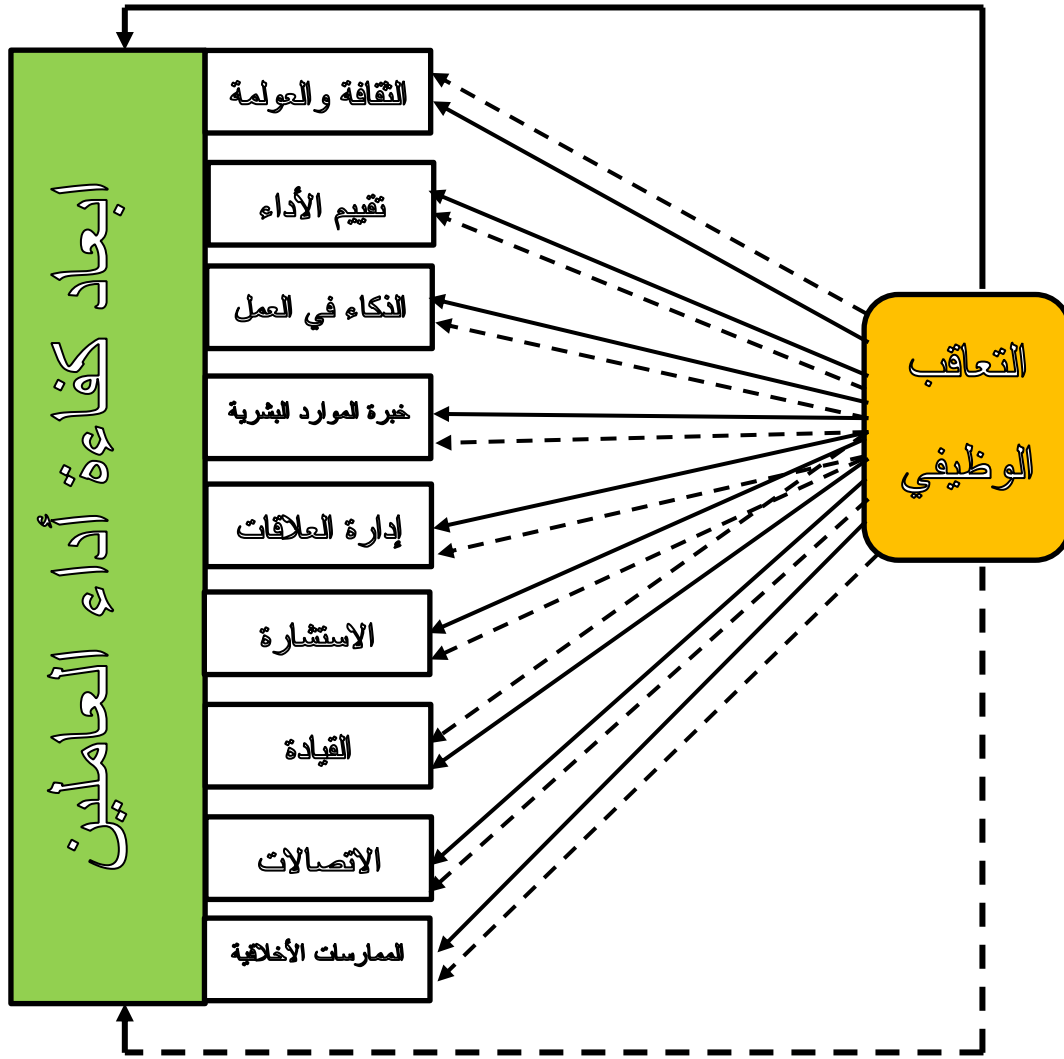 التعاقب
الوظيفي
الثقافة والعولمة
تقييم الأداء
الذكاء في العمل
خبرة الموارد البشرية
إدارة العلاقات
الاستشارة
القيادة
الاتصالات
الممارسات الأخلاقية
ابعاد كفاءة أداء العاملين